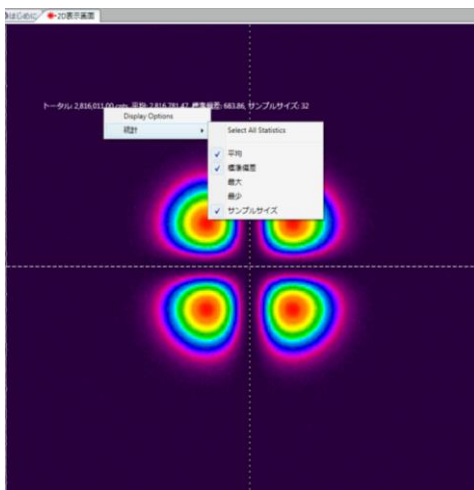 はじめに 2D表示画面
トータル: 2,816,011.00 cnts, 平均: 2,816,781.47, 標準偏差: 683.86, サンプルサイズ: 32
Display Options
統計
Select All Statistics
平均
標準偏差
最大
最少
サンプルサイズ